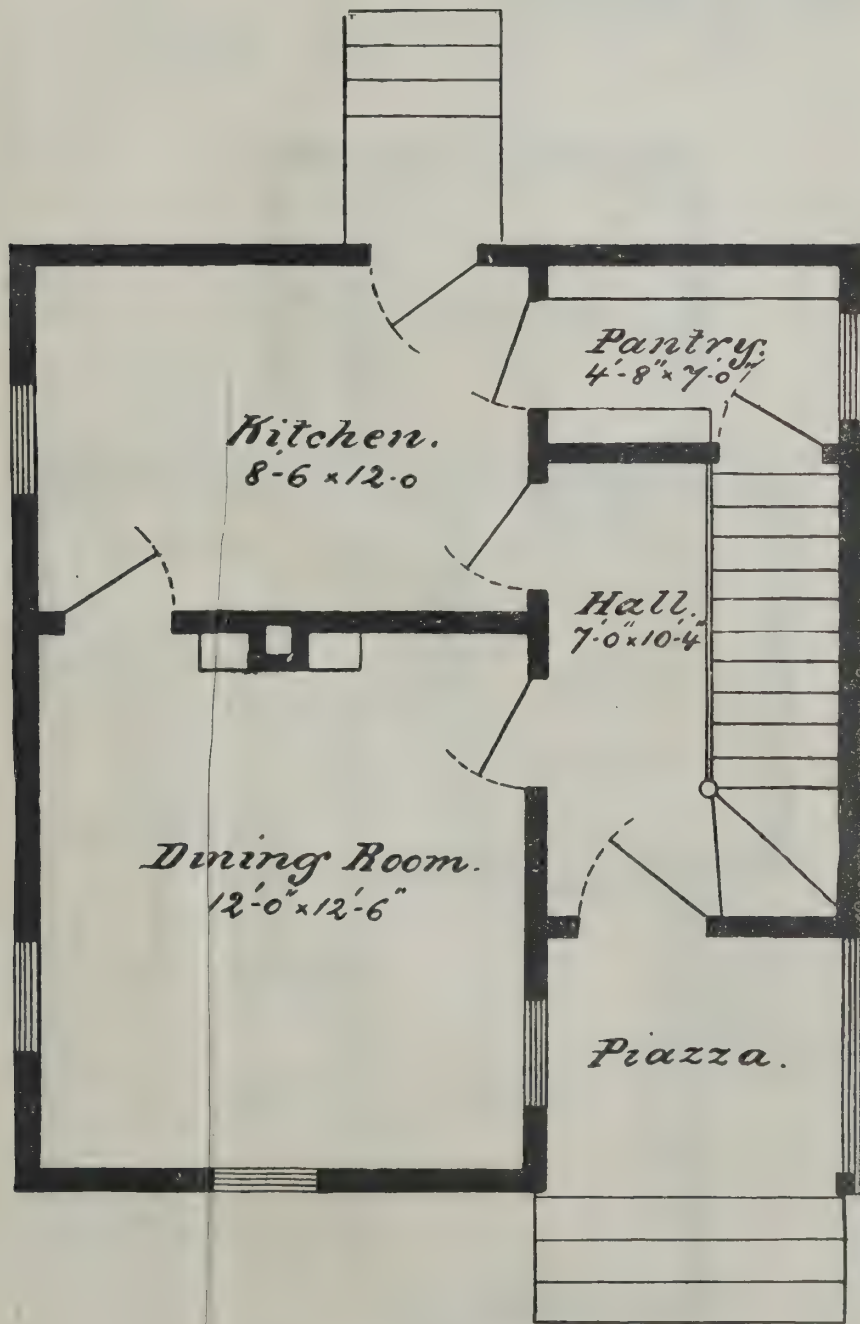 Pantry.
4'-8" × 7'-0"
Kitchen.
8'-6 × 12-0
Hall.
7'-0" × 10'-4"
Dining Room.
12'-0" × 12'-6"
Piazza.